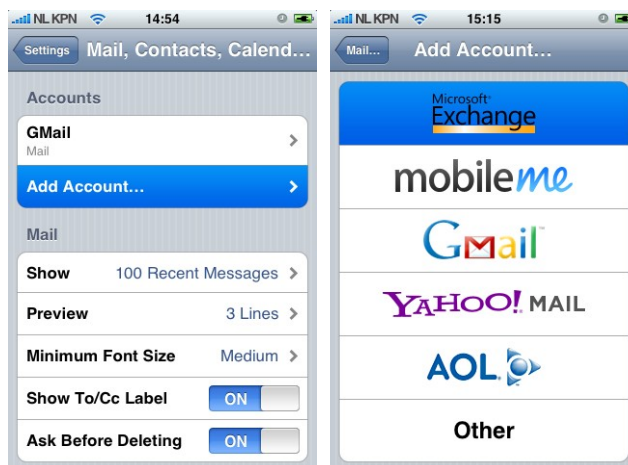 NL KPN 14:54
Settings Mail, Contacts, Calend...
Accounts
GMail
Mail
Add Account...
Mail
Show 100 Recent Messages
Preview 3 Lines
Minimum Font Size Medium
Show To/Cc Label ON
Ask Before Deleting ON
NL KPN 15:15
Mail... Add Account...
Microsoft
Exchange
mobileme
Gmail™
YAHOO! MAIL
AOL
Other